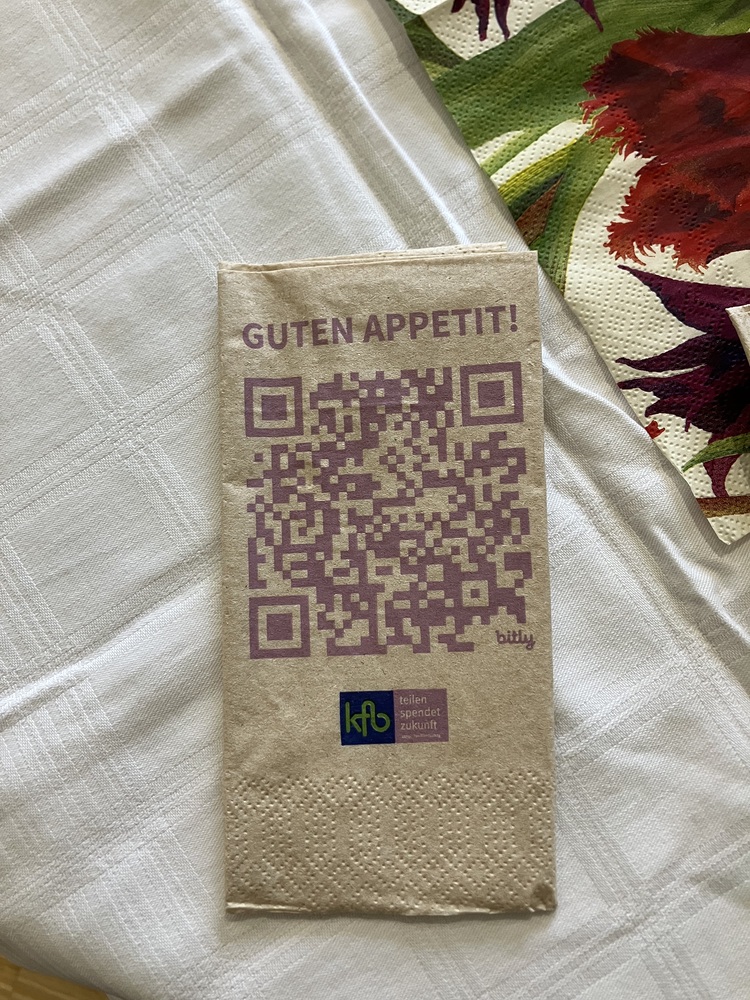 GUTEN APPETIT!
bitly
kfb
teilen
spendet
zukunft